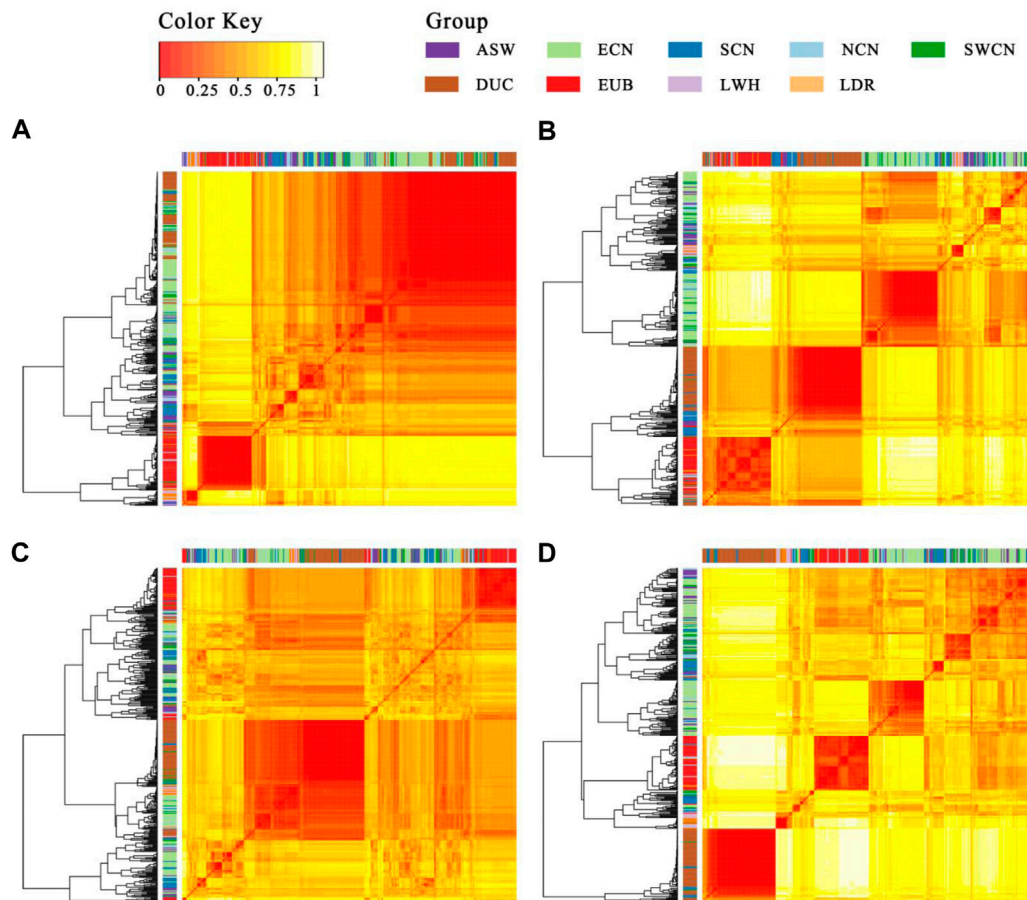 Color Key
0 0.25 0.5 0.75 1
Group
ASW ECN SCN NCN SWCN
DUC EUB LWH LDR
A
B
C
D